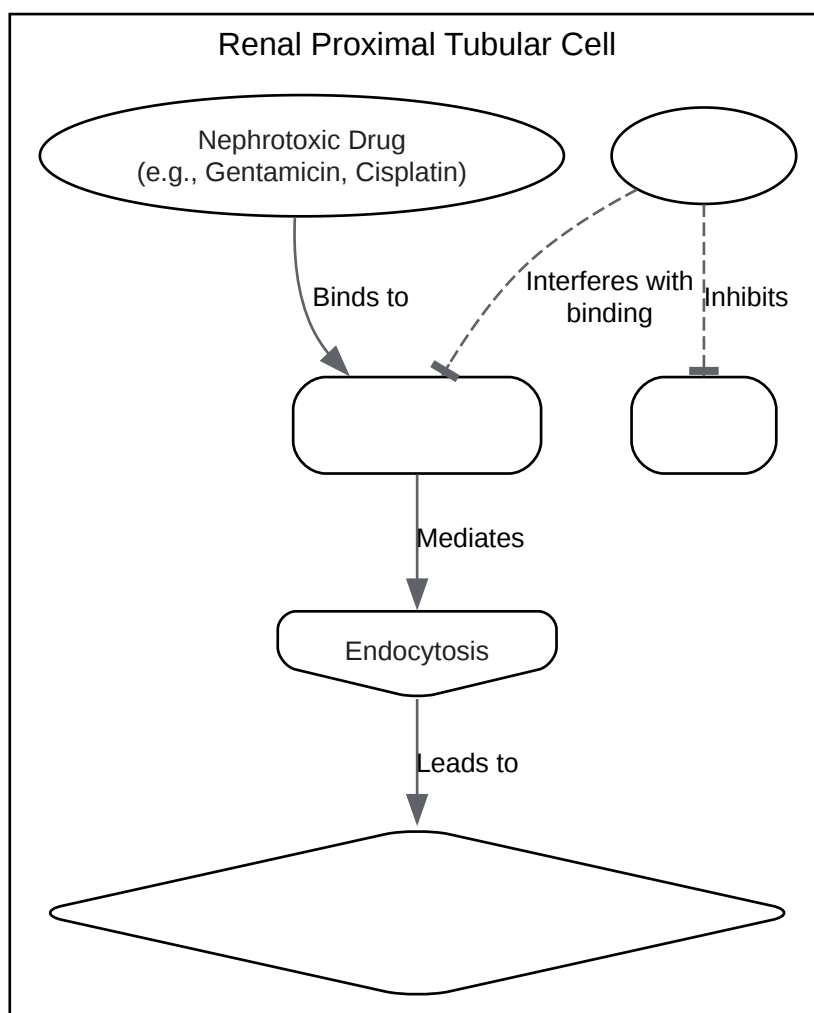 Renal Proximal Tubular Cell
Nephrotoxic Drug
(e.g., Gentamicin, Cisplatin)
Binds to
Interferes with
binding
Inhibits
Mediates
Endocytosis
Leads to